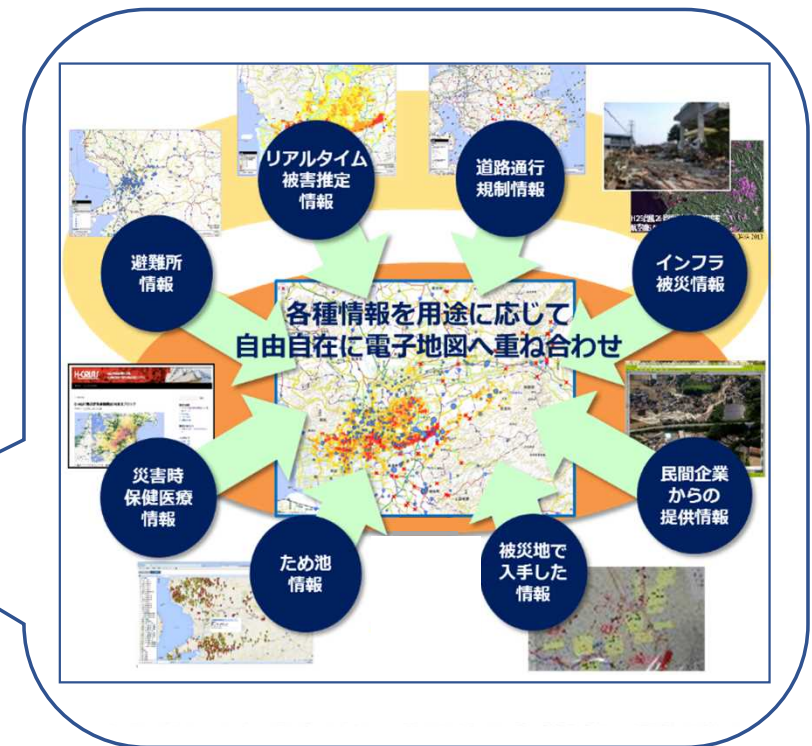 リアルタイム
被害推定
情報
道路通行
規制情報
避難所
情報
インフラ
被災情報
各種情報を用途に応じて
自由自在に電子地図へ重ね合わせ
災害時
保健医療
情報
民間企業
からの
提供情報
ため池
情報
被災地で
入手した
情報